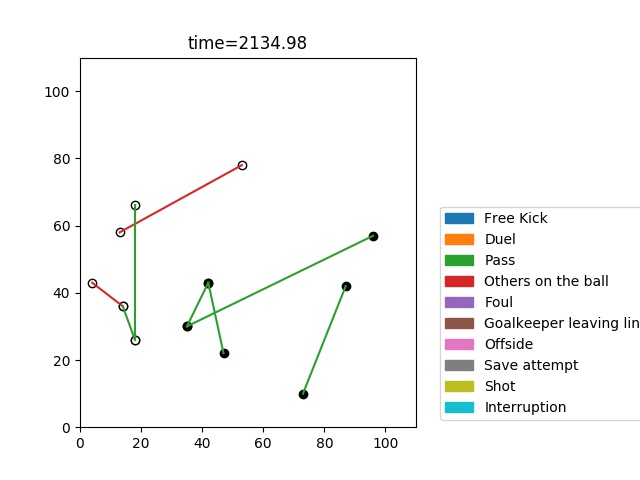 time=2134.98
100
80
60
40
20
0
0 20 40 60 80 100
Free Kick
Duel
Pass
Others on the ball
Foul
Goalkeeper leaving lin
Offside
Save attempt
Shot
Interruption